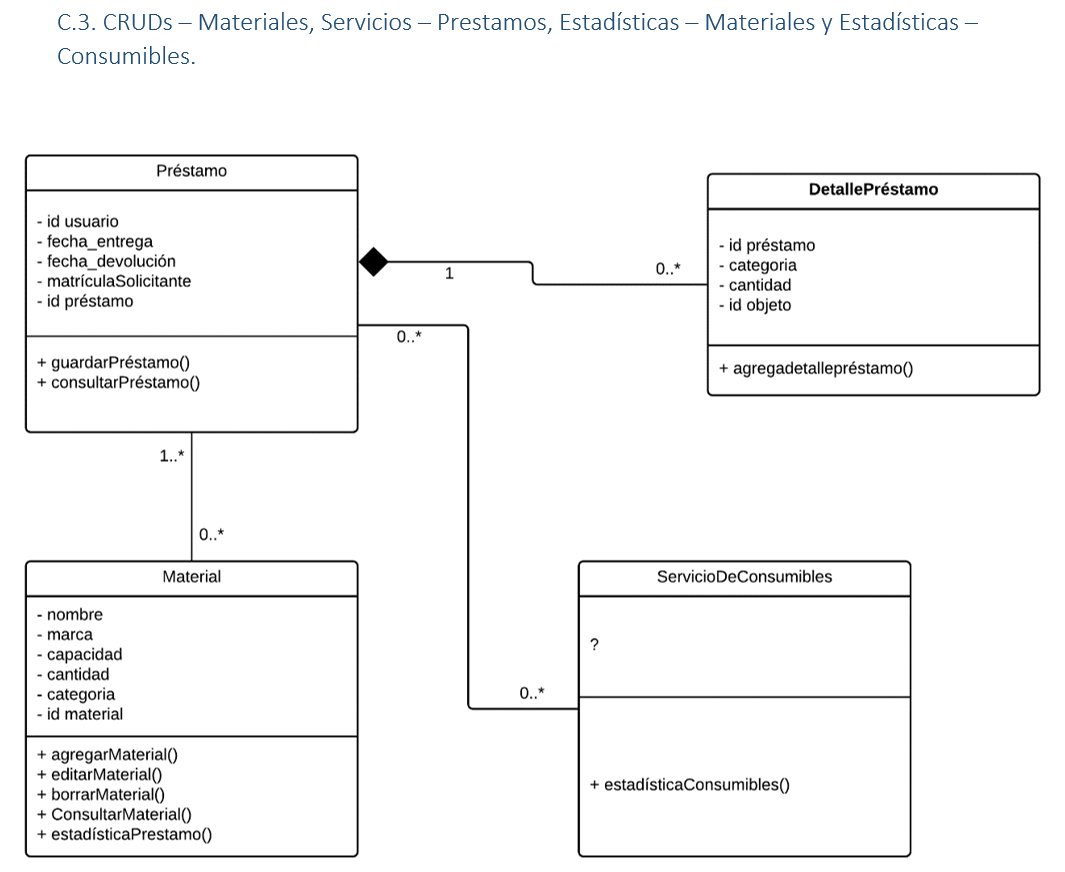 C.3. CRUDs – Materiales, Servicios – Prestamos, Estadísticas – Materiales y Estadísticas –
Consumibles.
Préstamo
- id usuario
- fecha_entrega
- fecha_devolución
- matrículaSolicitante
- id préstamo
+ guardarPréstamo()
+ consultarPréstamo()
1
0..*
DetallePréstamo
- id préstamo
- categoria
- cantidad
- id objeto
+ agregadetallepréstamo()
0..*
1..*
0..*
Material
- nombre
- marca
- capacidad
- cantidad
- categoria
- id material
+ agregarMaterial()
+ editarMaterial()
+ borrarMaterial()
+ ConsultarMaterial()
+ estadísticaPrestamo()
0..*
ServicioDeConsumibles
?
+ estadísticaConsumibles()